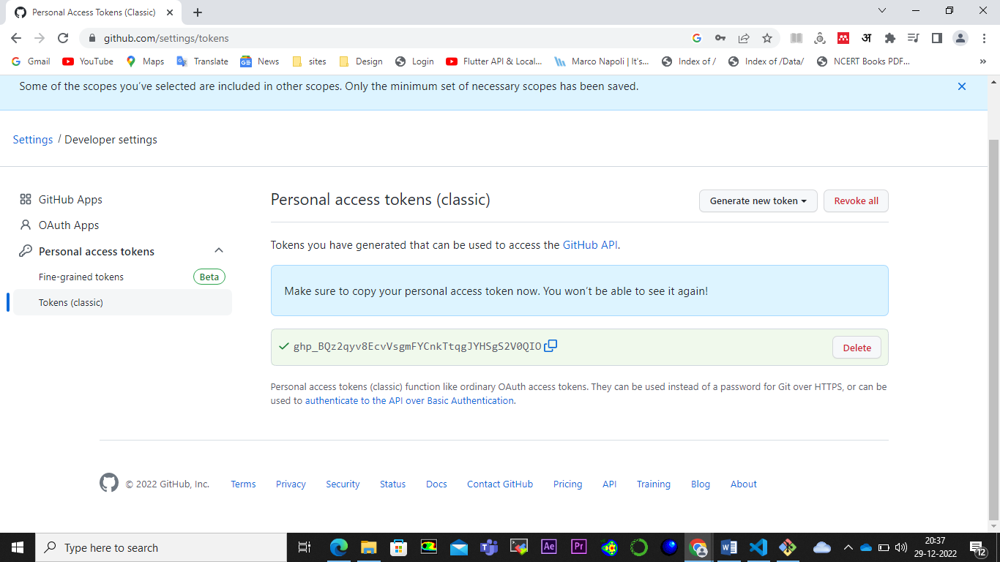 Personal Access Tokens (Classic)
github.com/settings/tokens
Gmail YouTube Maps Translate News sites Design Login Flutter API & Local... Marco Napoli | It's... Index of / Index of /Data/ NCERT Books PDF... »
Some of the scopes you've selected are included in other scopes. Only the minimum set of necessary scopes has been saved.
Settings / Developer settings
GitHub Apps
OAuth Apps
Personal access tokens
Fine-grained tokens Beta
Tokens (classic)
Personal access tokens (classic) Generate new token Revoke all
Tokens you have generated that can be used to access the GitHub API.
Make sure to copy your personal access token now. You won't be able to see it again!
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 Delete
Personal access tokens (classic) function like ordinary OAuth access tokens. They can be used instead of a password for Git over HTTPS, or can be
used to authenticate to the API over Basic Authentication.
© 2022 GitHub, Inc. Terms Privacy Security Status Docs Contact GitHub Pricing API Training Blog About
Type here to search
Ae Pr
20:37
29-12-2022
12